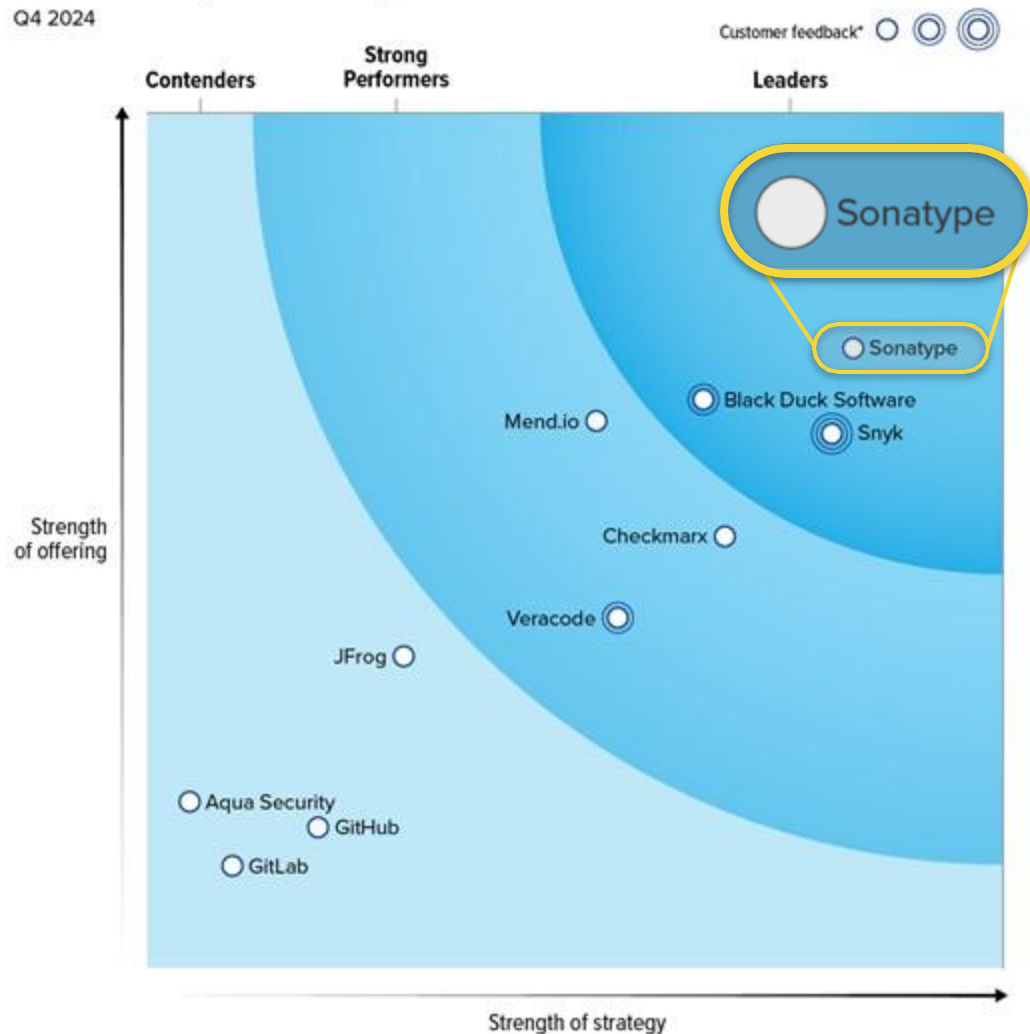 Q4 2024
Customer feedback*
Contenders
Strong
Performers
Leaders
Sonatype
Sonatype
Black Duck Software
Mend.io
Snyk
Strength
of offering
Checkmarx
Veracode
JFrog
Aqua Security
GitHub
GitLab
Strength of strategy